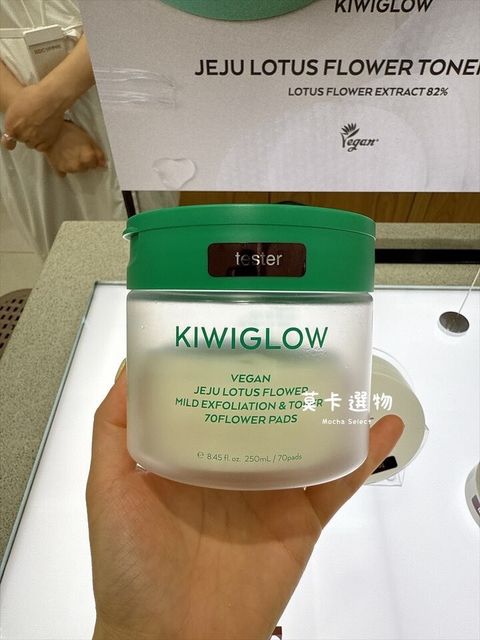 KIWIGLOW
JEJU LOTUS FLOWER TONE
LOTUS FLOWER EXTRACT 82%
Vegan
tester
KIWIGLOW
VEGAN
JEJU LOTUS FLOWER
MILD EXFOLIATION & TONER
70FLOWER PADS
莫卡選物
Mocha Select
℮ 8.45 fl. oz. 250mL / 70pads